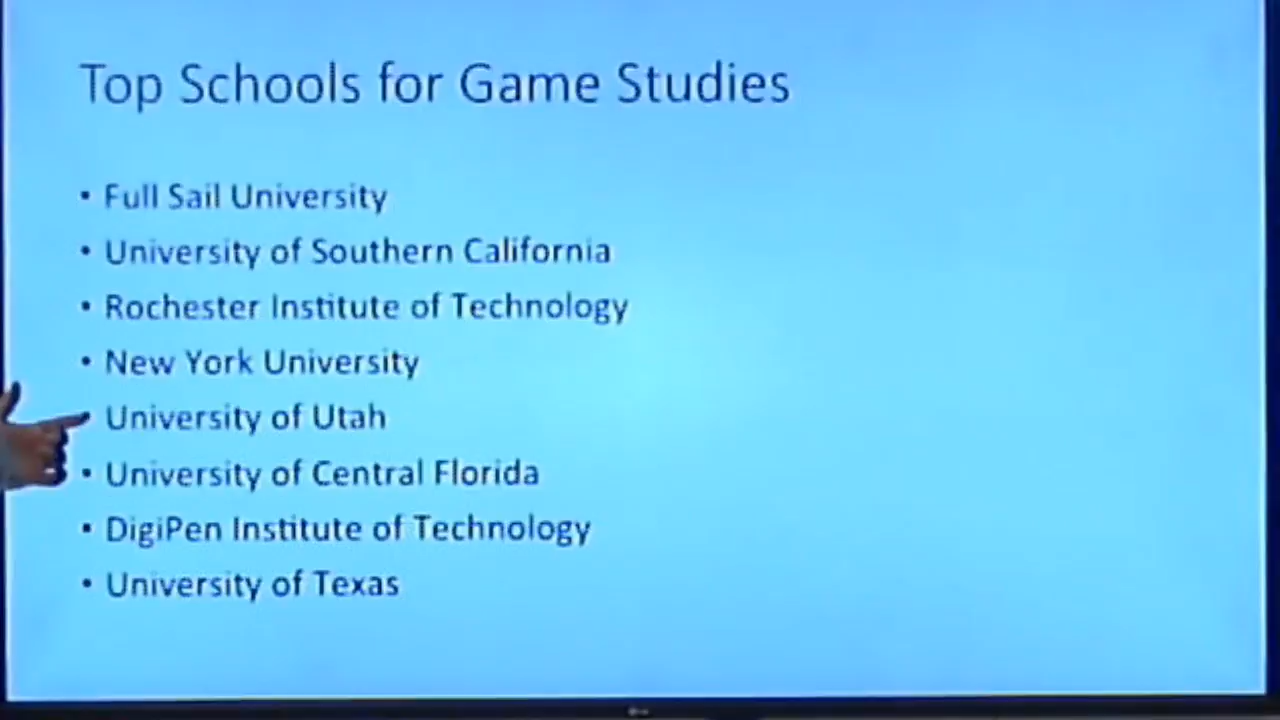 Top Schools for Game Studies
• Full Sail University
• University of Southern California
• Rochester Institute of Technology
• New York University
• University of Utah
• University of Central Florida
• DigiPen Institute of Technology
• University of Texas